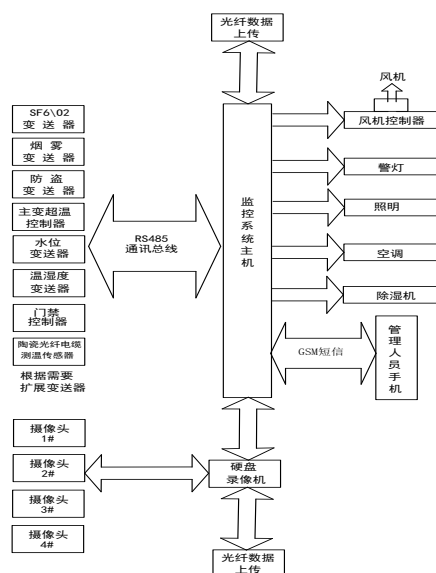 光纤数据
上传
风机
风机控制器
SF6\O2
变送器
烟雾
变送器
防盗
变送器
主变超温
控制器
水位
变送器
温湿度
变送器
门禁
控制器
陶瓷光纤电缆
测温传感器
根据需要
扩展变送器
RS485
通讯总线
监控系统主机
警灯
照明
空调
除湿机
GSM短信
管理人员手机
摄像头
1#
摄像头
2#
摄像头
3#
摄像头
4#
硬盘
录像机
光纤数据
上传